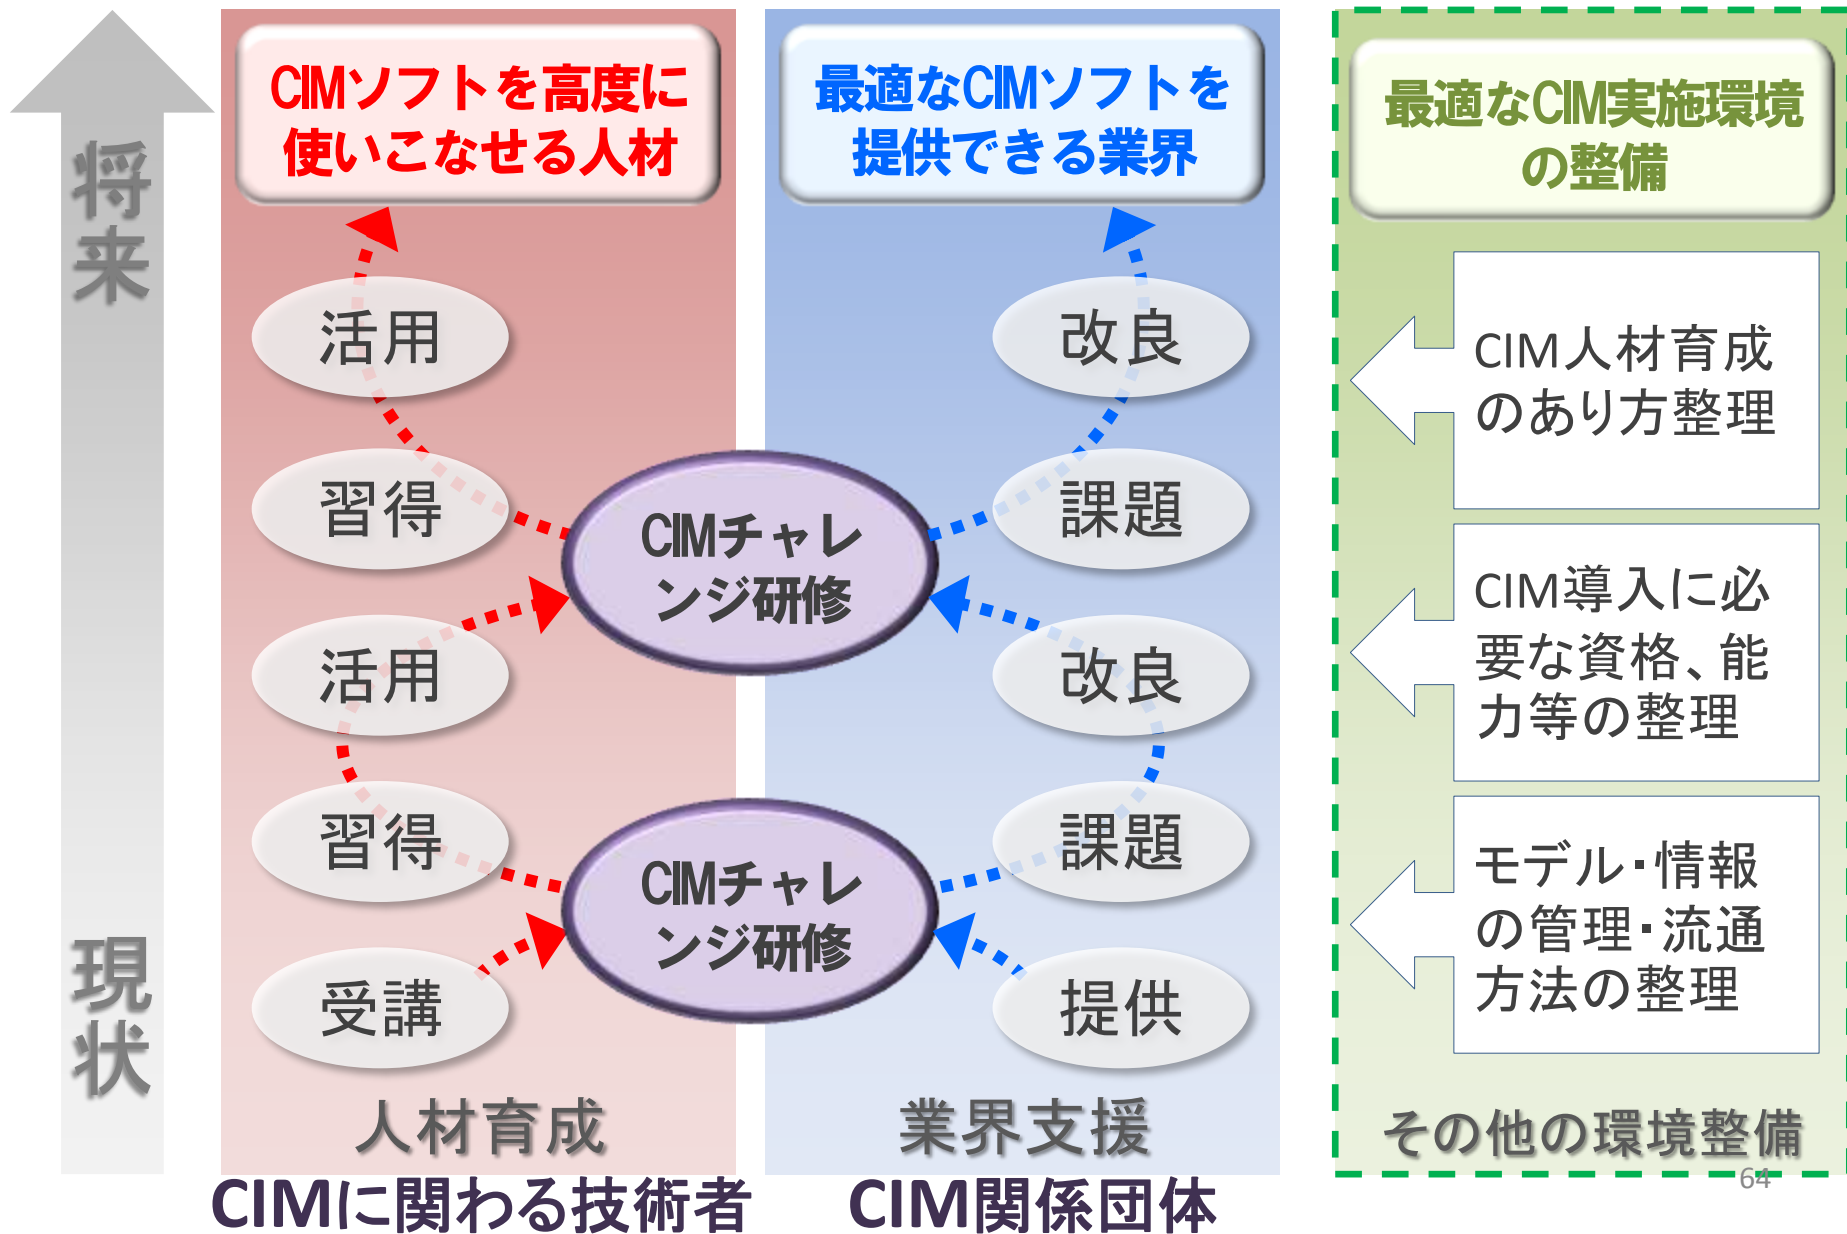 将来
現状
CIMソフトを高度に
使いこなせる人材
活用
習得
活用
習得
受講
人材育成
CIMに関わる技術者
CIMチャレ
ンジ研修
CIMチャレ
ンジ研修
最適なCIMソフトを
提供できる業界
改良
課題
改良
課題
提供
業界支援
CIM関係団体
最適なCIM実施環境
の整備
CIM人材育成
のあり方整理
CIM導入に必
要な資格、能
力等の整理
モデル・情報
の管理・流通
方法の整理
その他の環境整備
64